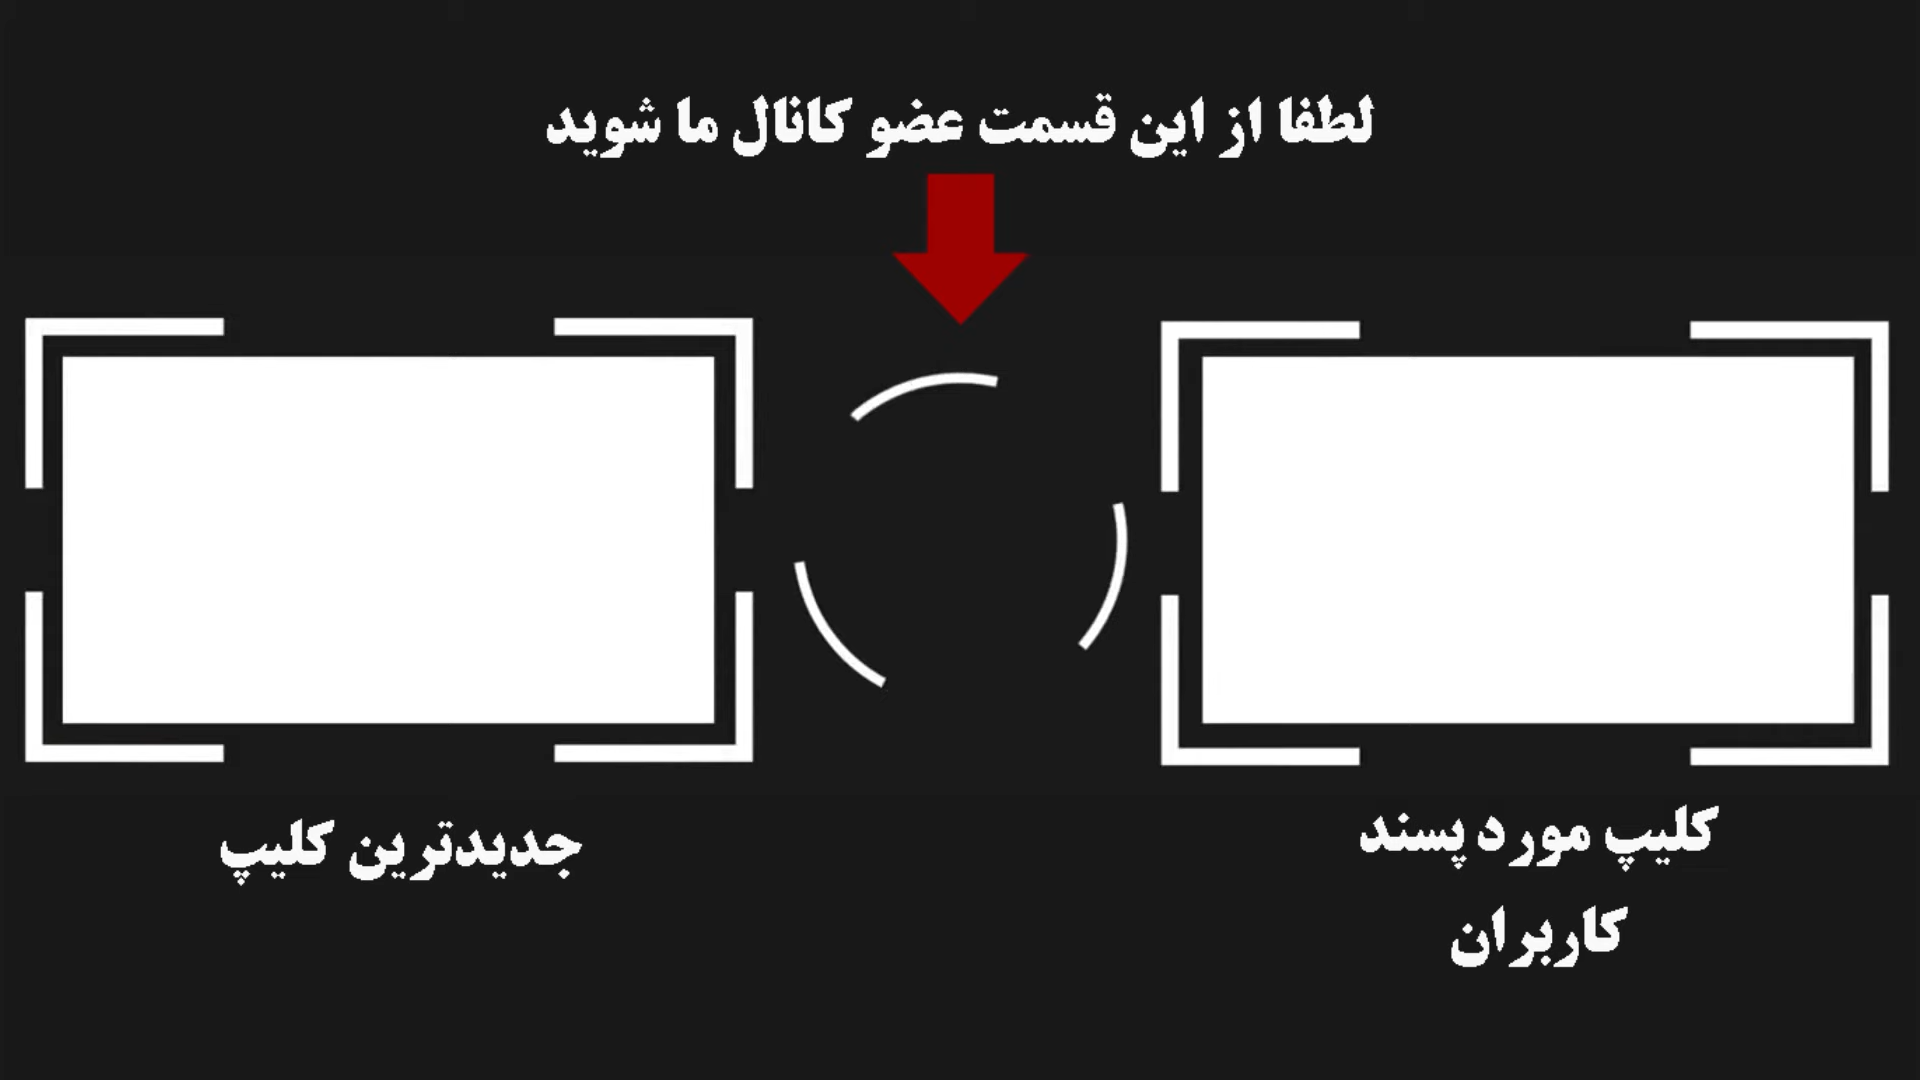 لطفا از این قسمت عضو کانال ما شوید
کلیپ مورد پسند
کاربران
جدیدترین کلیپ